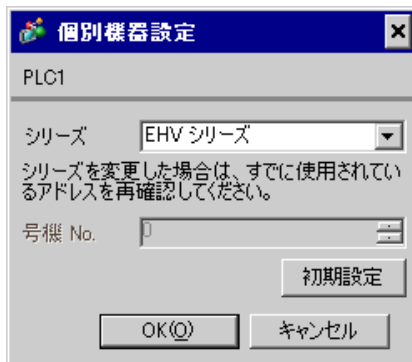 個別機器設定
PLC1
シリーズ EHV シリーズ
シリーズを変更した場合は、すでに使用されてい
るアドレスを再確認してください。
号機 No. 0
初期設定
OK(O) キャンセル